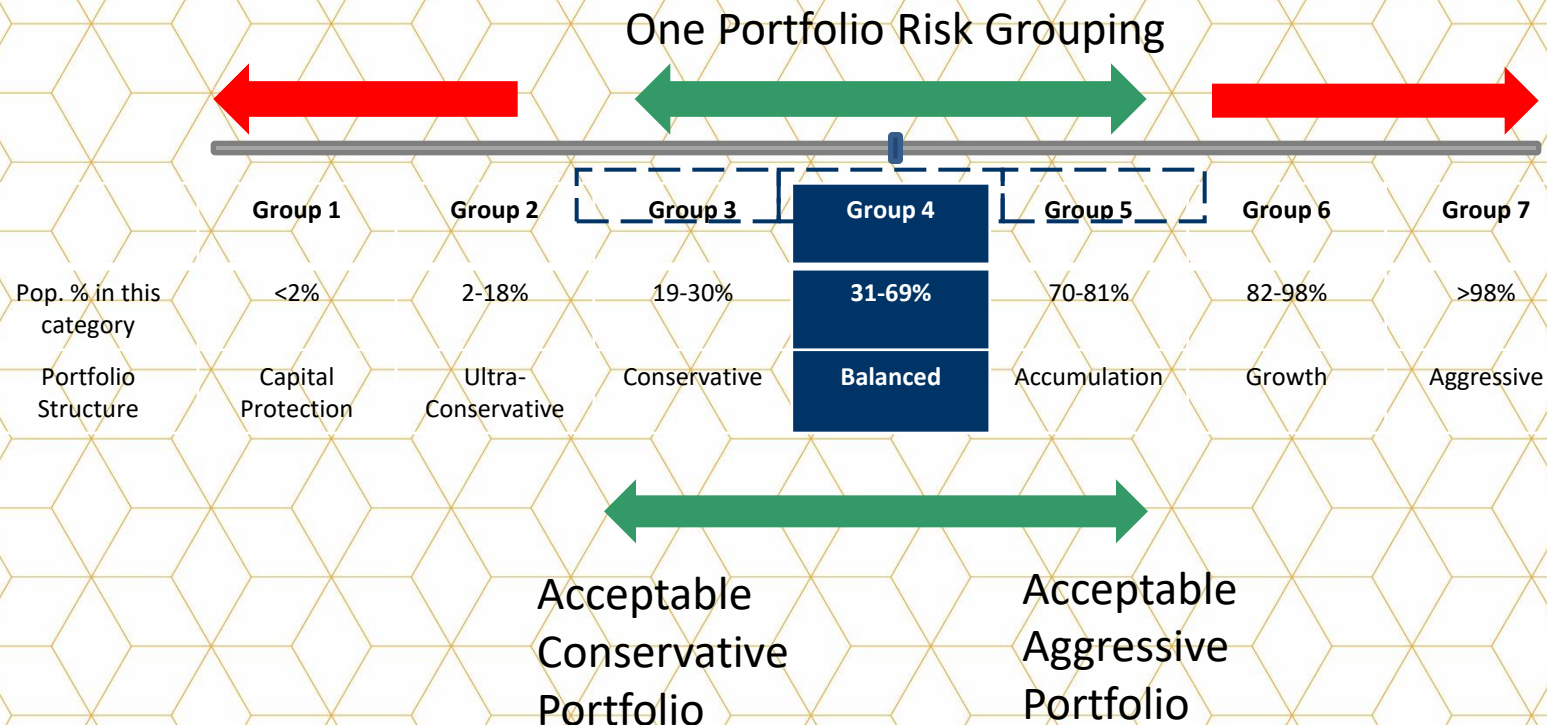 One Portfolio Risk Grouping
Group 1 Group 2 Group 3 Group 4 Group 5 Group 6 Group 7
Pop. % in this <2% 2-18% 19-30% 31-69% 70-81% 82-98% >98%
category
Portfolio Capital Ultra- Conservative Balanced Accumulation Growth Aggressive
Structure Protection Conservative
Acceptable
Conservative
Portfolio
Acceptable
Aggressive
Portfolio